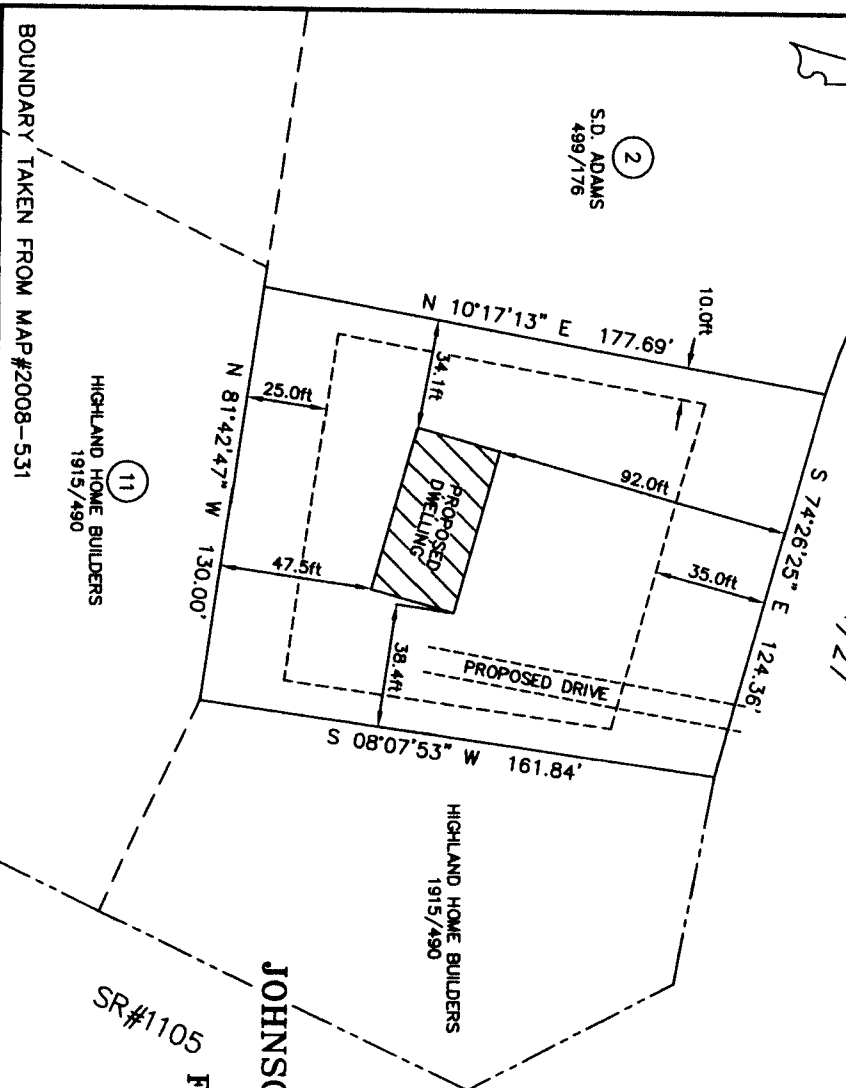 2
S.D. ADAMS
499/176
10.0ft
N 10°17'13" E 177.69'
S 74°26'25" E 124.36'
34.1ft
92.0ft
35.0ft
25.0ft
PROPOSED
DWELLING
47.5ft
38.4ft
PROPOSED DRIVE
N 81°42'47" W 130.00'
S 08°07'53" W 161.84'
11
HIGHLAND HOME BUILDERS
1915/490
HIGHLAND HOME BUILDERS
1915/490
BOUNDARY TAKEN FROM MAP#2008-531
SR#1105